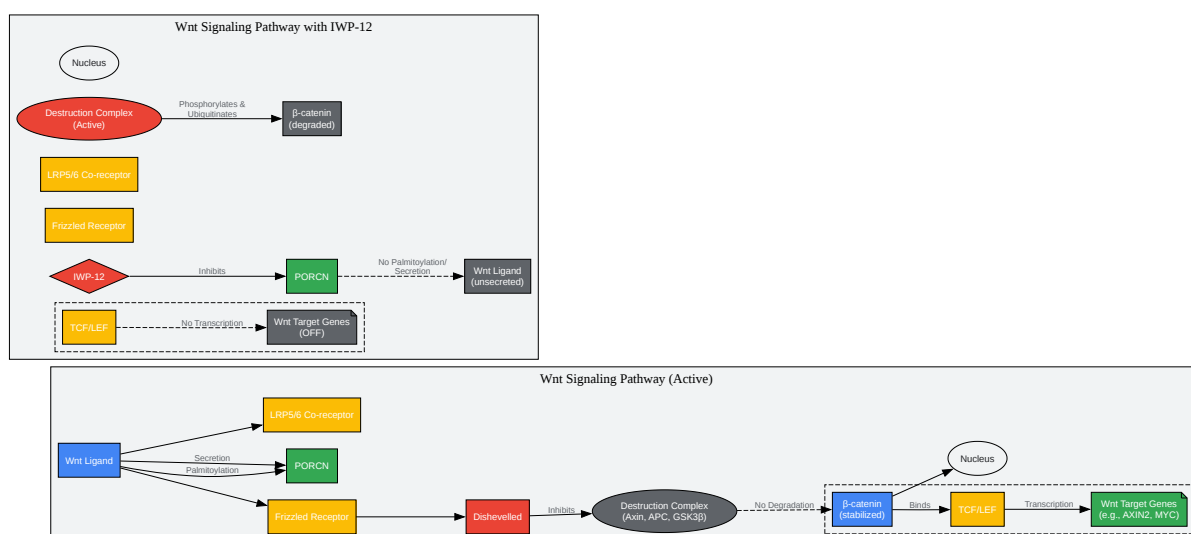 Wnt Signaling Pathway with IWP-12
Nucleus
Destruction Complex
(Active)
Phosphorylates &
Ubiquitinates
β-catenin
(degraded)
LRP5/6 Co-receptor
Frizzled Receptor
IWP-12
Inhibits
PORCN
No Palmitoylation/
Secretion
Wnt Ligand
(unsecreted)
TCF/LEF
No Transcription
Wnt Target Genes
(OFF)
Wnt Signaling Pathway (Active)
LRP5/6 Co-receptor
Wnt Ligand
Secretion
Palmitoylation
PORCN
Nucleus
Frizzled Receptor
Dishevelled
Inhibits
Destruction Complex
(Axin, APC, GSK3β)
No Degradation
β-catenin
(stabilized)
Binds
TCF/LEF
Transcription
Wnt Target Genes
(e.g., AXIN2, MYC)